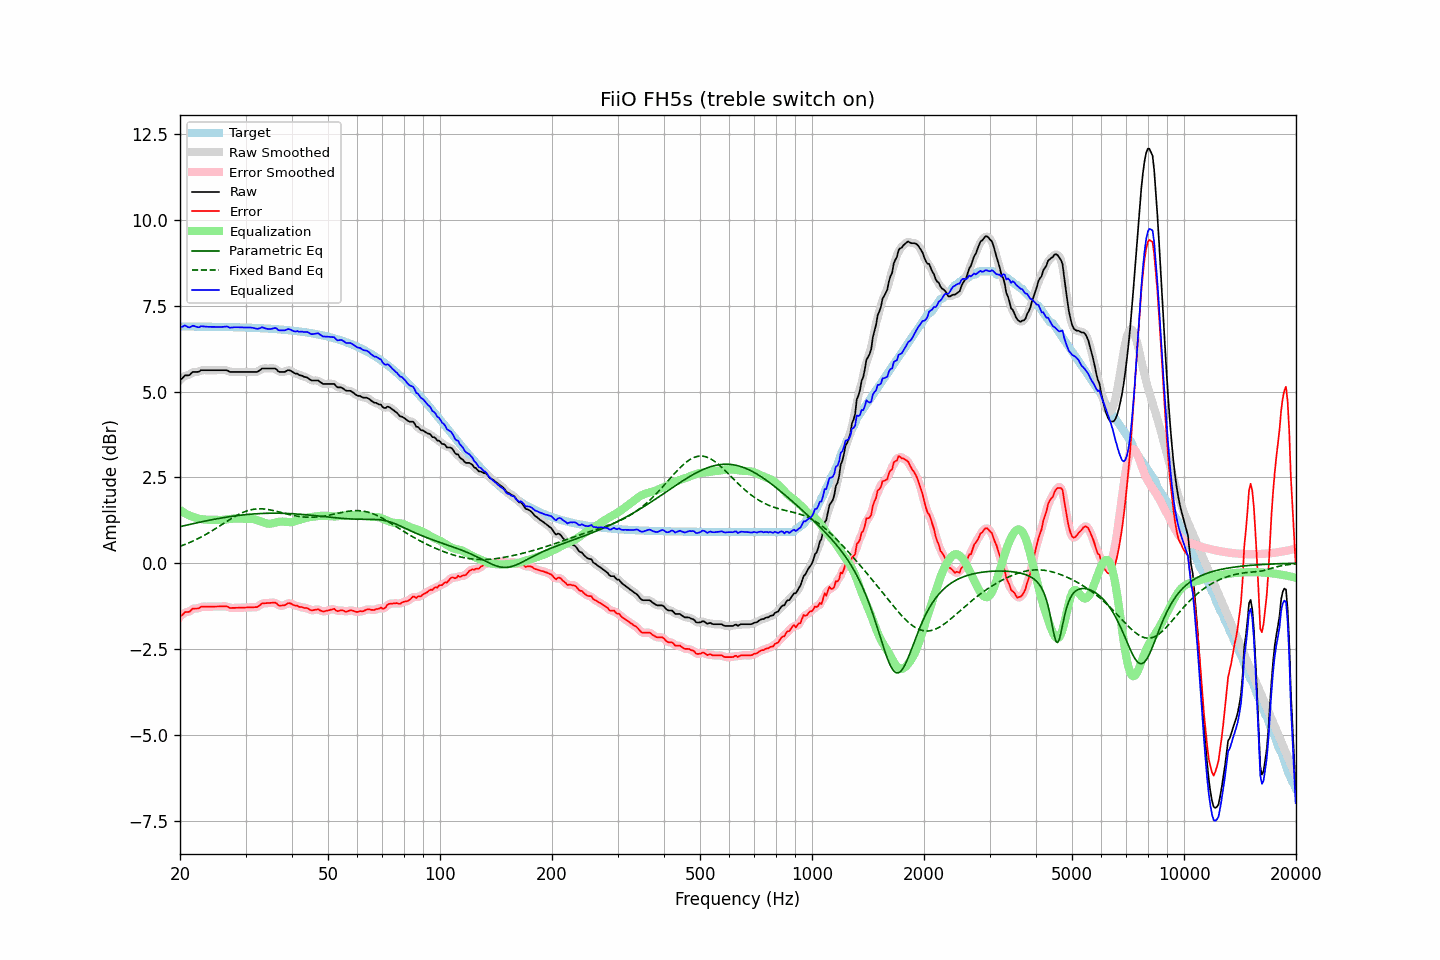 FiiO FH5s (treble switch on)
Target
Raw Smoothed
Error Smoothed
Raw
Error
Equalization
Parametric Eq
Fixed Band Eq
Equalized
Amplitude (dBr)
12.5
10.0
7.5
5.0
2.5
0.0
−2.5
−5.0
−7.5
20 50 100 200 500 1000 2000 5000 10000 20000
Frequency (Hz)